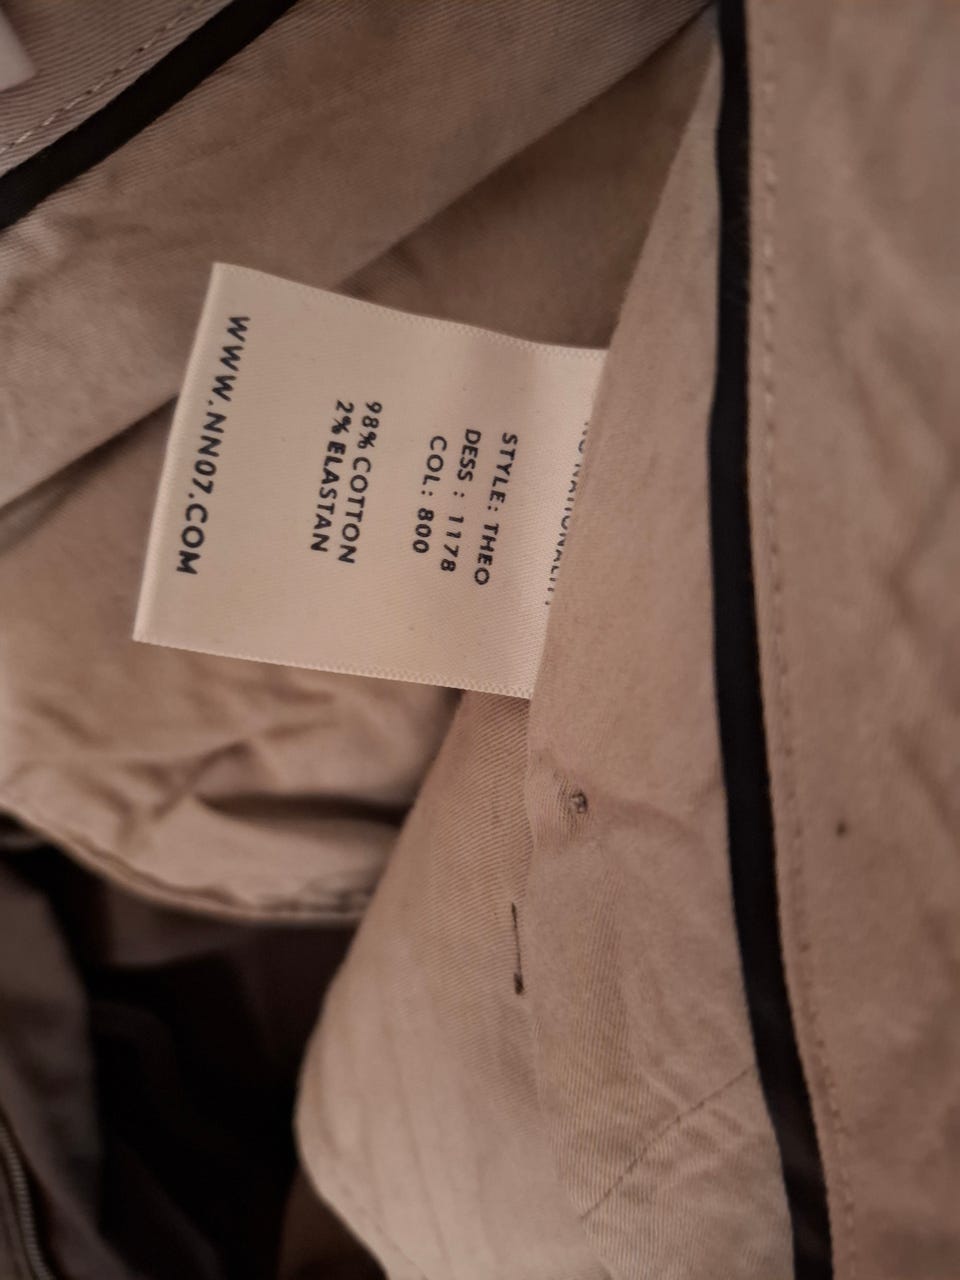 STYLE: THEO
DESS : 1178
COL: 800
98% COTTON
2% ELASTAN
WWW.NN07.COM